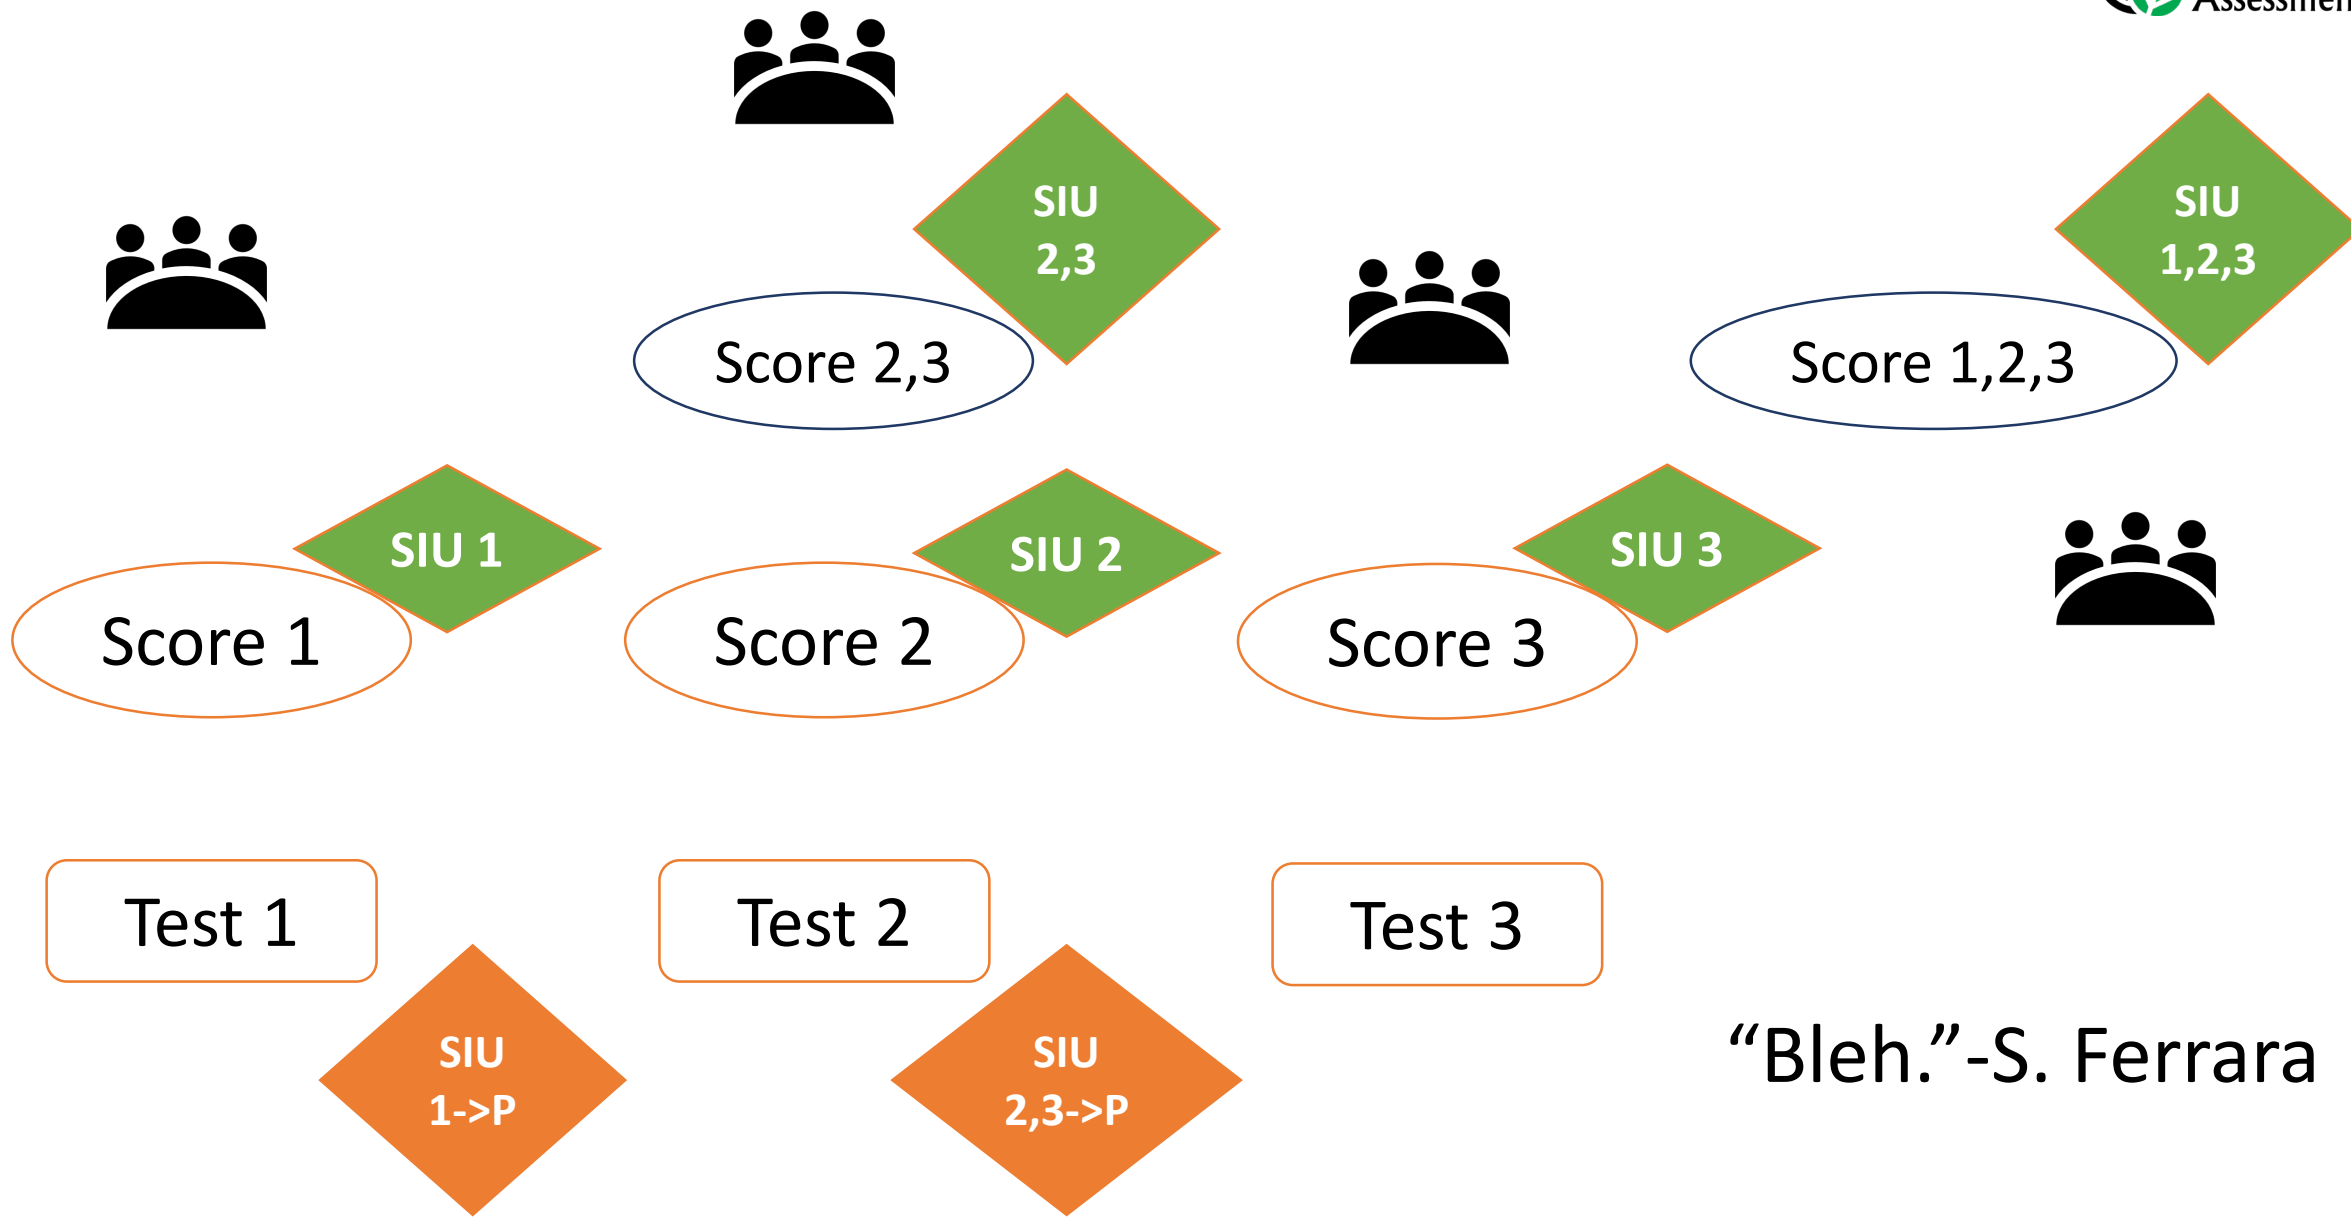 Assessment
SIU
2,3
SIU
1,2,3
Score 2,3
Score 1,2,3
SIU 1
SIU 2
SIU 3
Score 1
Score 2
Score 3
Test 1
Test 2
Test 3
SIU
1->P
SIU
2,3->P
“Bleh.”-S. Ferrara